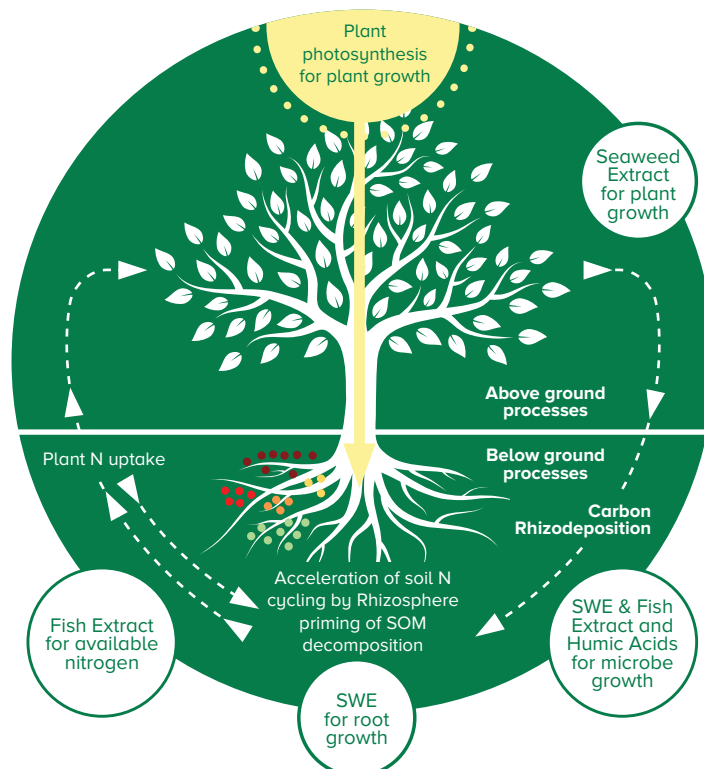 Plant
photosynthesis
for plant growth
Seaweed
Extract
for plant
growth
Above ground
processes
Plant N uptake
Below ground
processes
Carbon
Rhizodeposition
Acceleration of soil N
cycling by Rhizosphere
priming of SOM
decomposition
Fish Extract
for available
nitrogen
SWE & Fish
Extract and
Humic Acids
for microbe
growth
SWE
for root
growth